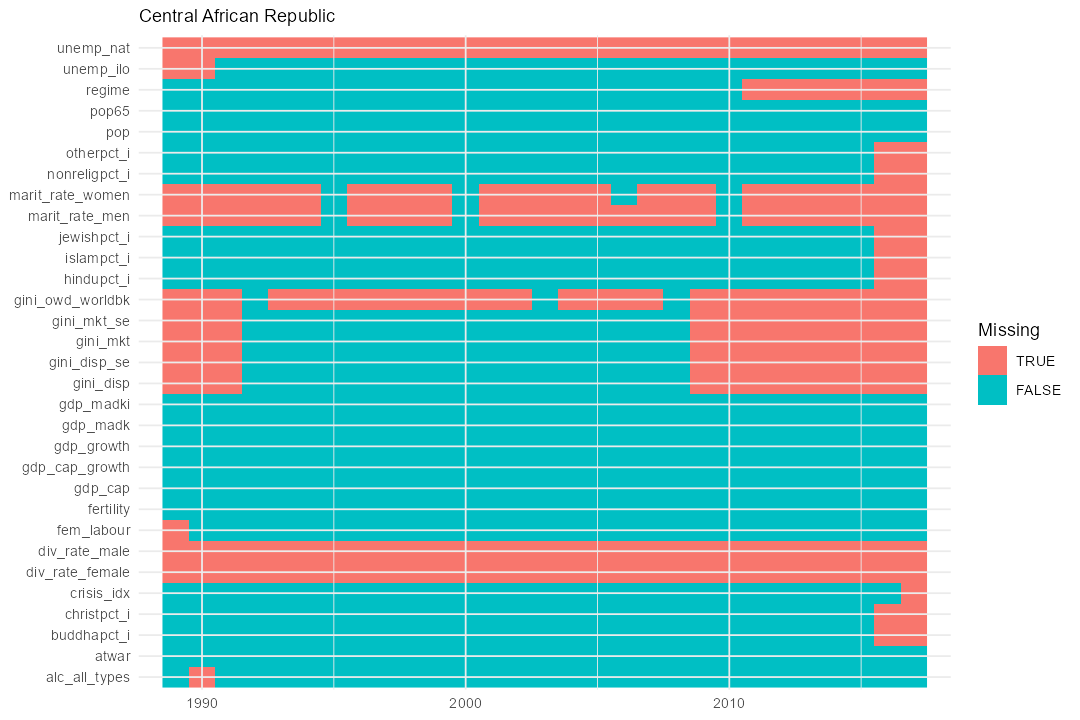 Central African Republic
unemp_nat
unemp_ilo
regime
pop65
pop
otherpct_i
nonreligpct_i
marit_rate_women
marit_rate_men
jewishpct_i
islampct_i
hindupct_i
gini_owd_worldbk
gini_mkt_se
gini_mkt
gini_disp_se
gini_disp
gdp_madki
gdp_madk
gdp_growth
gdp_cap_growth
gdp_cap
fertility
fem_labour
div_rate_male
div_rate_female
crisis_idx
christpct_i
buddhapct_i
atwar
alc_all_types
1990 2000 2010
Missing
TRUE
FALSE